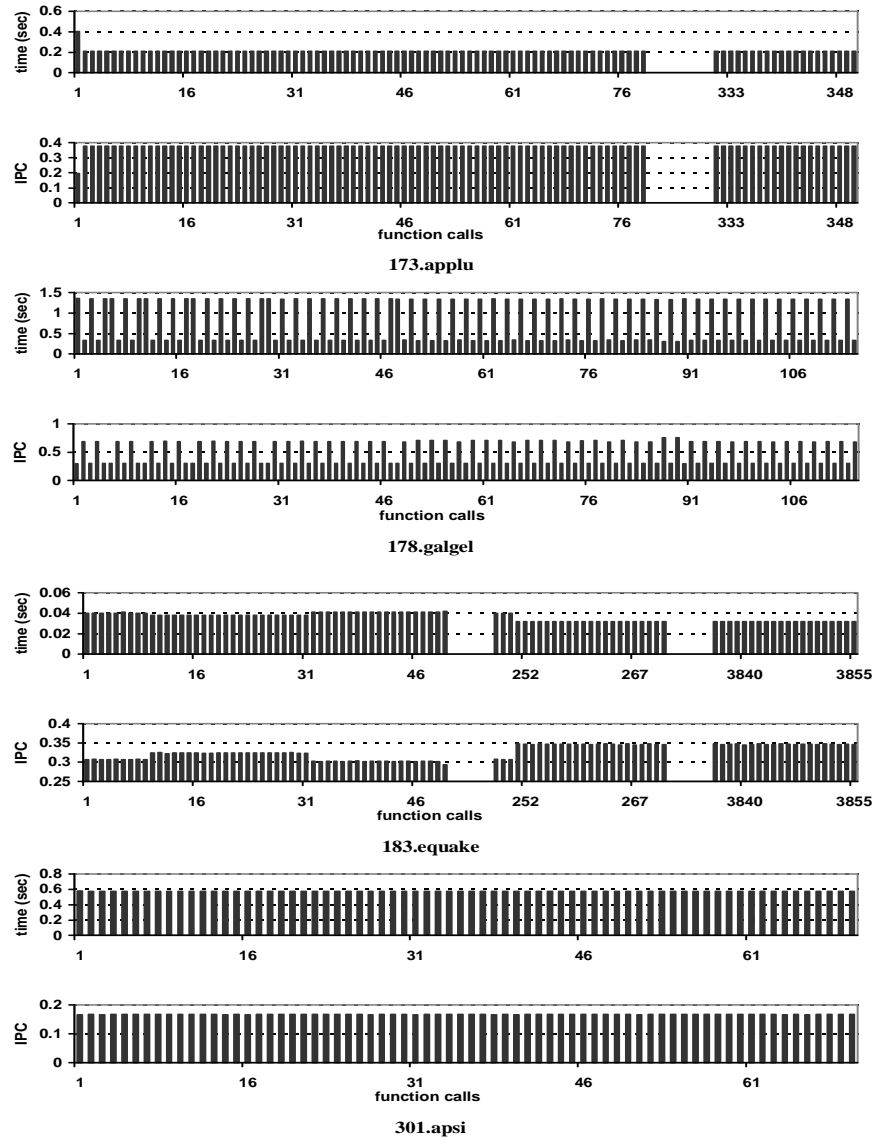 0.6
0.4
0.2
0
time (sec)
1 16 31 46 61 76 333 348
0.4
0.3
0.2
0.1
0
IPC
1 16 31 46 61 76 333 348
function calls
173.applu
1.5
1
0.5
0
time (sec)
1 16 31 46 61 76 91 106
1
0.5
0
IPC
1 16 31 46 61 76 91 106
function calls
178.galgel
0.06
0.04
0.02
0
time (sec)
1 16 31 46 252 267 3840 3855
0.4
0.35
0.3
0.25
IPC
1 16 31 46 252 267 3840 3855
function calls
183.equake
0.8
0.6
0.4
0.2
0
time (sec)
1 16 31 46 61
0.2
0.1
0
IPC
1 16 31 46 61
function calls
301.apsi